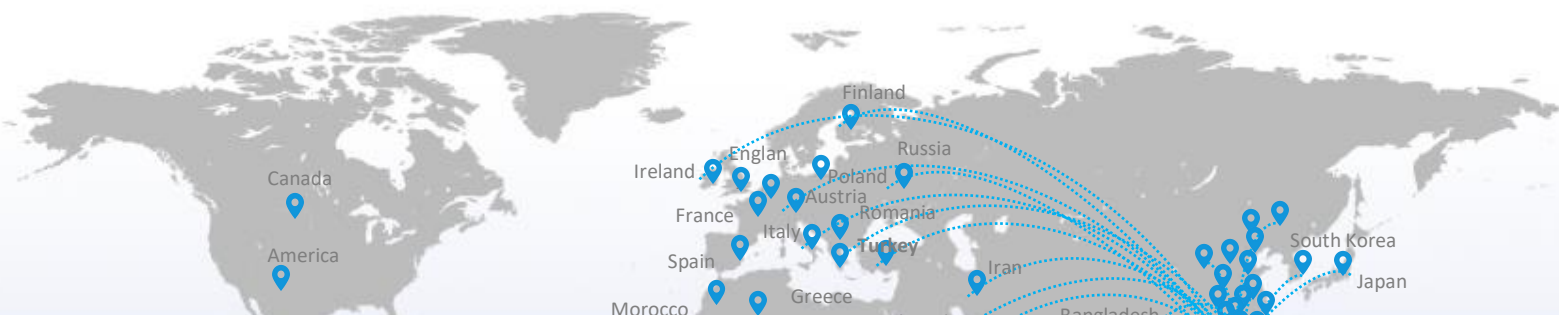 Finland
Englan
Russia
Ireland
Poland
Canada
Austria
France
Romania
Italy
Turkey
South Korea
America
Spain
Iran
Japan
Greece
Morocco
Bangladesh